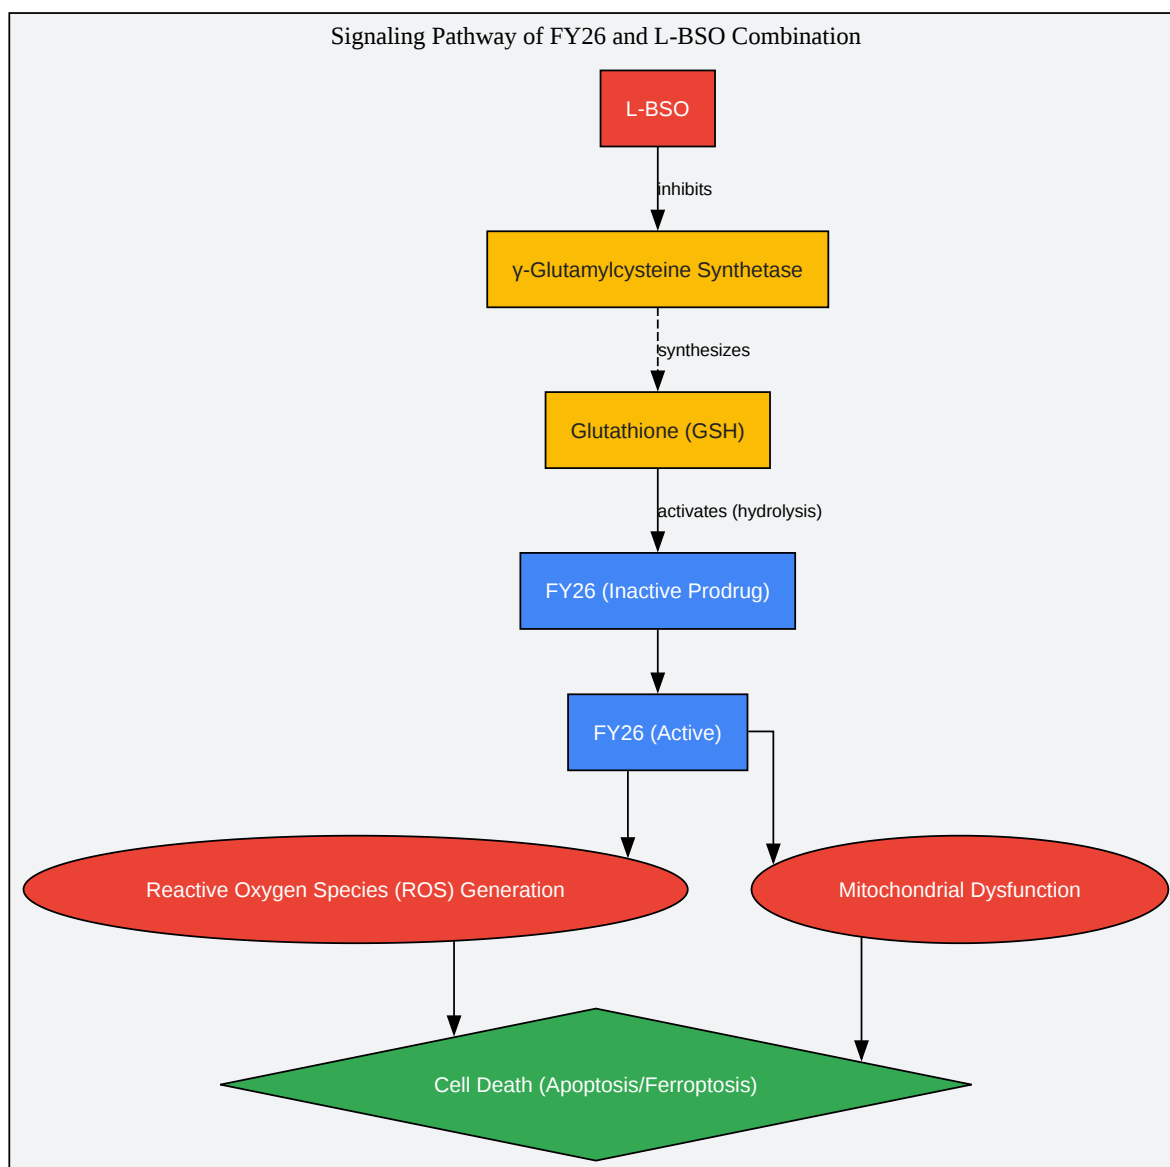 Signaling Pathway of FY26 and L-BSO Combination
L-BSO
inhibits
γ-Glutamylcysteine Synthetase
synthesizes
Glutathione (GSH)
activates (hydrolysis)
FY26 (Inactive Prodrug)
FY26 (Active)
Reactive Oxygen Species (ROS) Generation
Mitochondrial Dysfunction
Cell Death (Apoptosis/Ferroptosis)